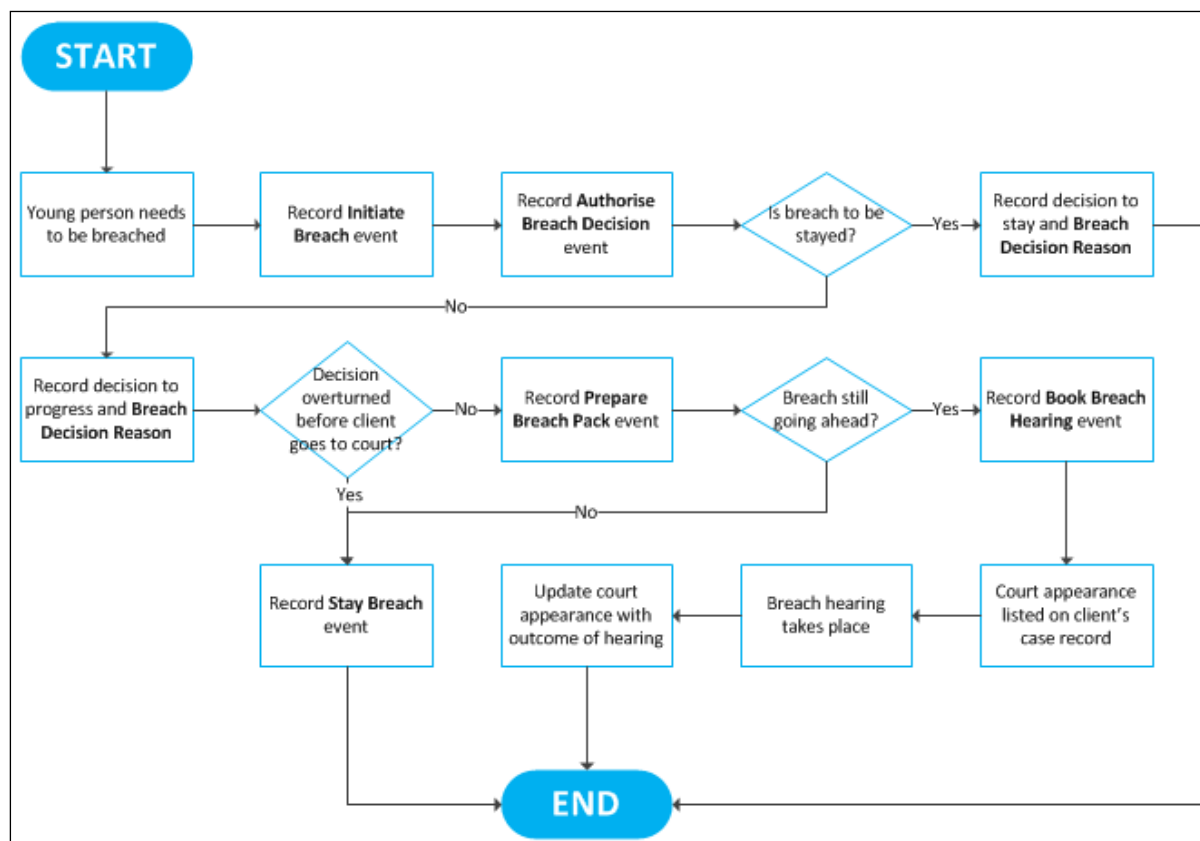 START
Young person needs
to be breached
Record Initiate
Breach event
Record Authorise
Breach Decision
event
Is breach to be
stayed?
Yes
Record decision to
stay and Breach
Decision Reason
No
Record decision to
progress and Breach
Decision Reason
Decision
overturned
before client
goes to court?
No
Record Prepare
Breach Pack event
Breach still
going ahead?
Yes
Record Book Breach
Hearing event
Yes
No
Record Stay Breach
event
Update court
appearance with
outcome of hearing
Breach hearing
takes place
Court appearance
listed on client's
case record
END